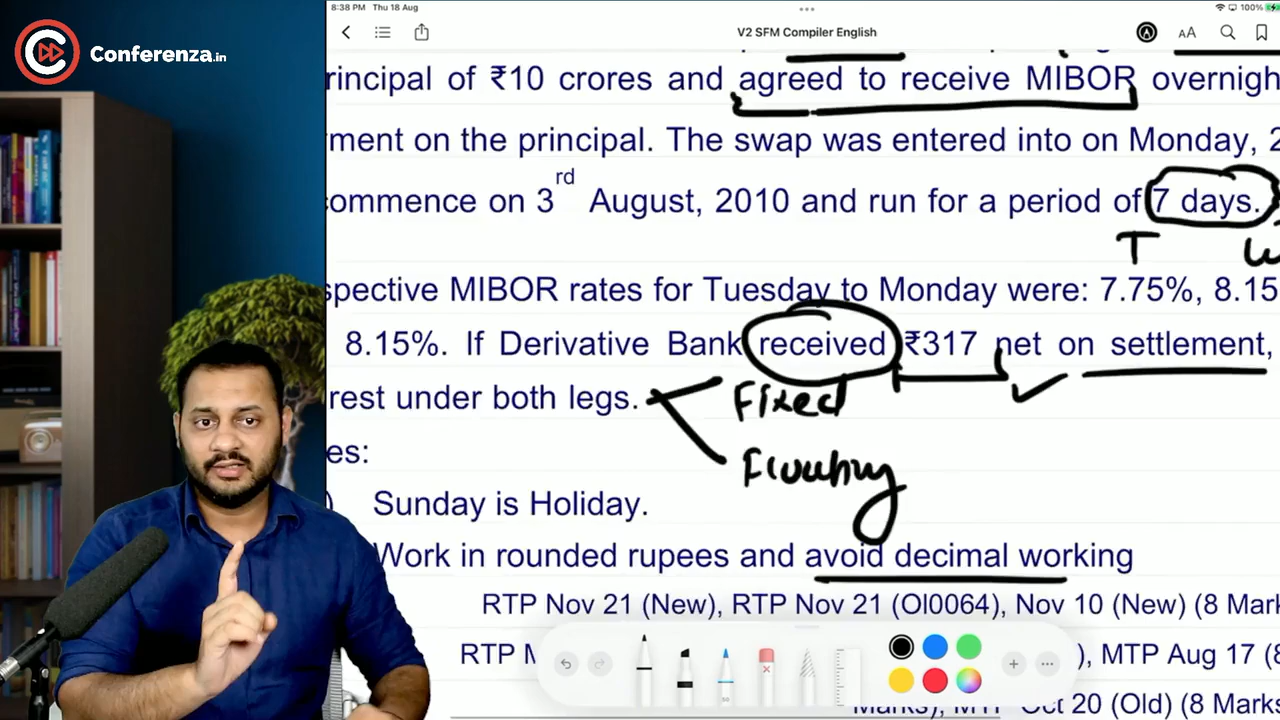 8:38 PM Thu 18 Aug
100%
Conferenza.in
V2 SFM Compiler English
AA
rincipal of ₹10 crores and agreed to receive MIBOR overnigh
ment on the principal. The swap was entered into on Monday, 2
ommence on 3rd August, 2010 and run for a period of 7 days.
T W
spective MIBOR rates for Tuesday to Monday were: 7.75%, 8.15
8.15%. If Derivative Bank received ₹317 net on settlement,
rest under both legs. Fixed
Floating
es:
) Sunday is Holiday.
Work in rounded rupees and avoid decimal working
RTP Nov 21 (New), RTP Nov 21 (Ol0064), Nov 10 (New) (8 Mark
RTP M ), MTP Aug 17 (8
Marks), MTP Oct 20 (Old) (8 Marks